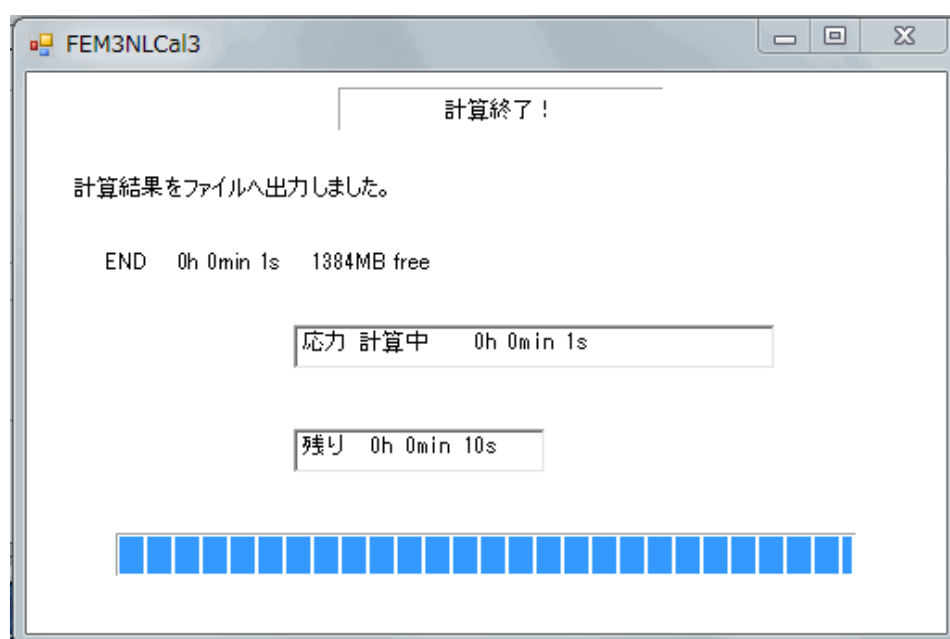 FEM3NLCal3
計算終了!
計算結果をファイルへ出力しました。
END 0h 0min 1s 1384MB free
応力 計算中 0h 0min 1s
残り 0h 0min 10s